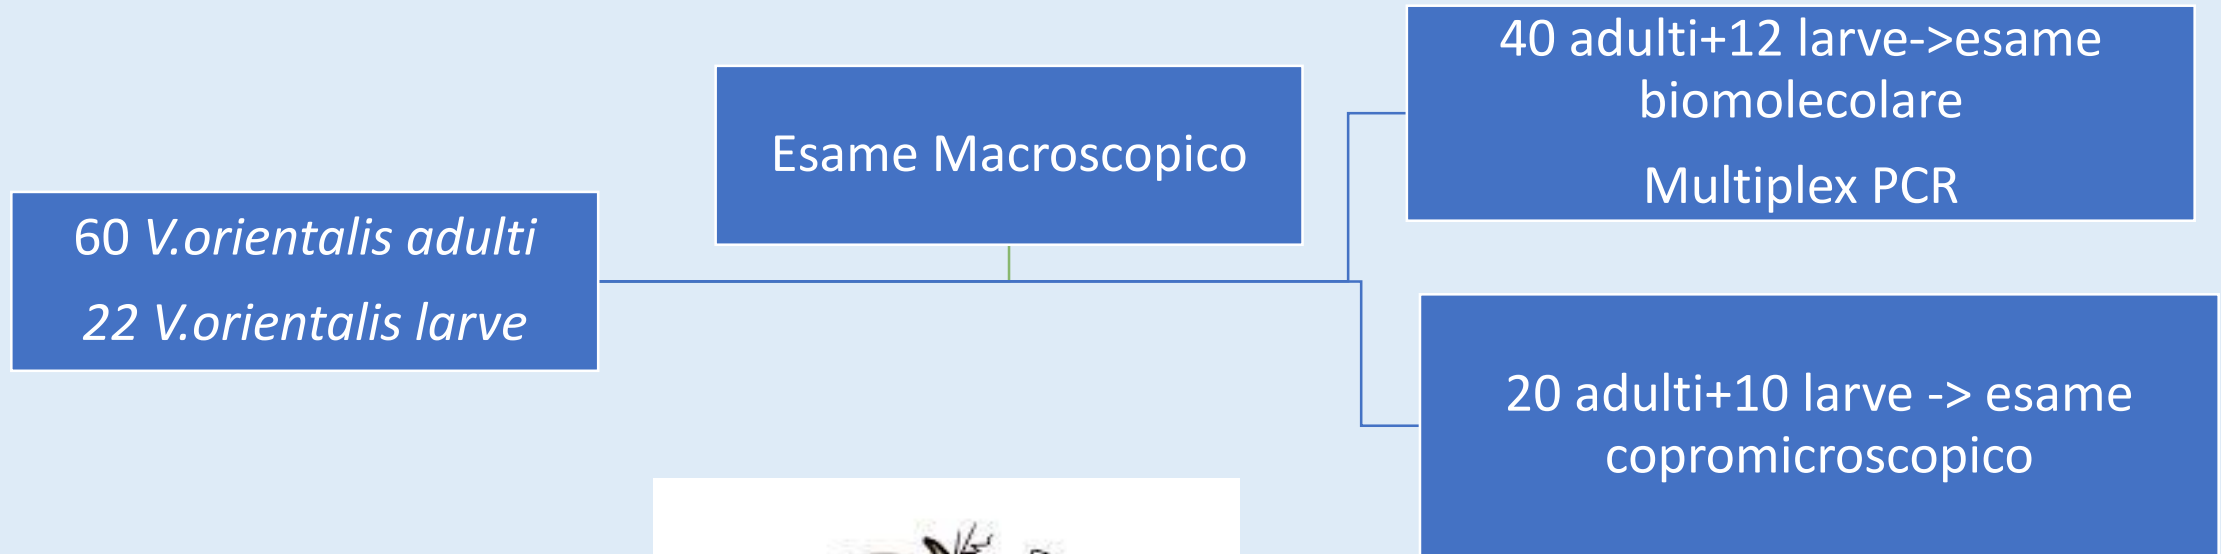 60 V.orientalis adulti
22 V.orientalis larve
Esame Macroscopico
40 adulti+12 larve->esame
biomolecolare
Multiplex PCR
20 adulti+10 larve -> esame
copromicroscopico